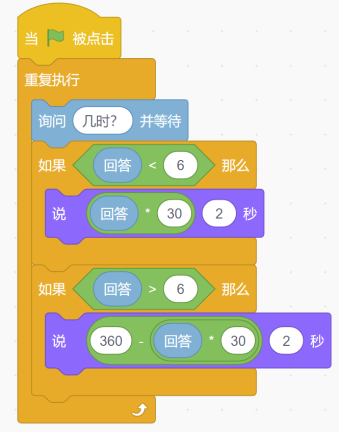 当 被点击
重复执行
询问 几时？ 并等待
如果 回答 < 6 那么
说 回答 * 30 2 秒
如果 回答 > 6 那么
说 360 - 回答 * 30 2 秒